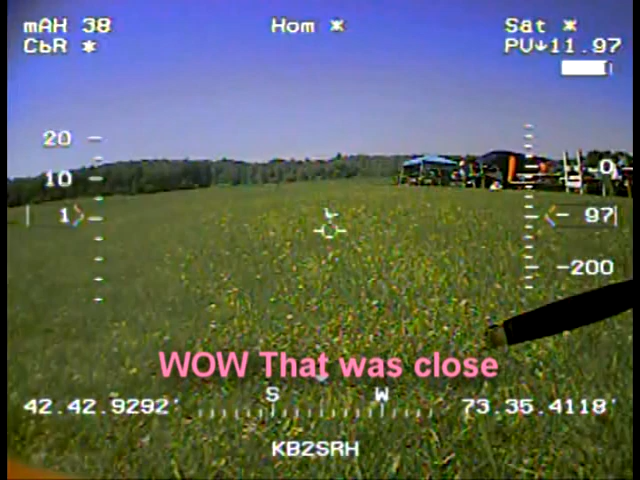 mAH 38
Hom *
Sat *
CbR *
PV↓11.97
20
10
0
1
- 97
-200
WOW That was close
S W
42.42.9292' 73.35.4118'
KB2SRH